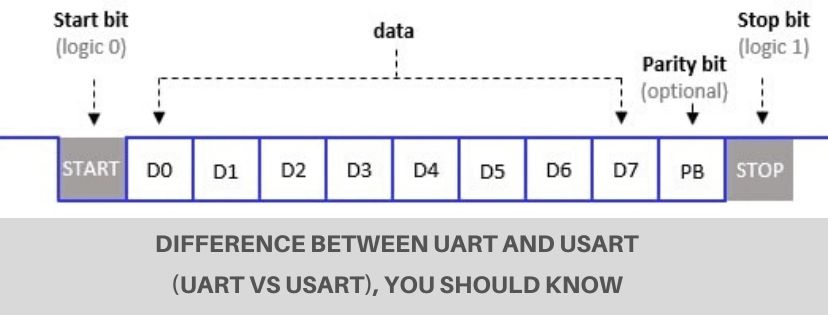 Start bit
(logic 0)
data
Parity bit
(optional)
Stop bit
(logic 1)
START D0 D1 D2 D3 D4 D5 D6 D7 PB STOP
DIFFERENCE BETWEEN UART AND USART
(UART VS USART), YOU SHOULD KNOW